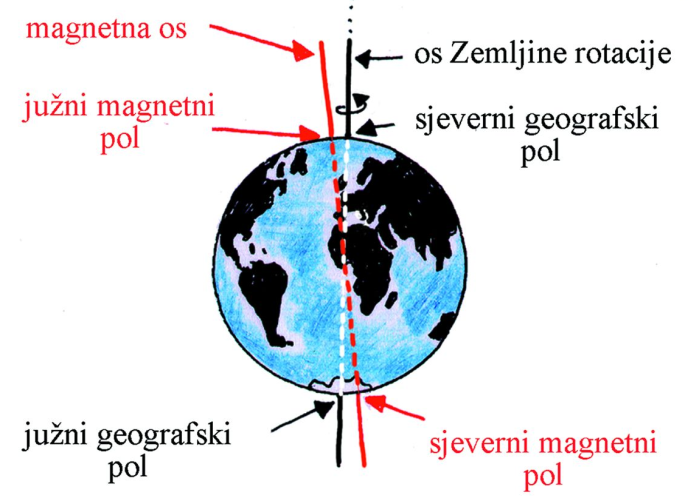 magnetna os
os Zemljine rotacije
južni magnetni
pol
sjeverni geografski
pol
južni geografski
pol
sjeverni magnetni
pol